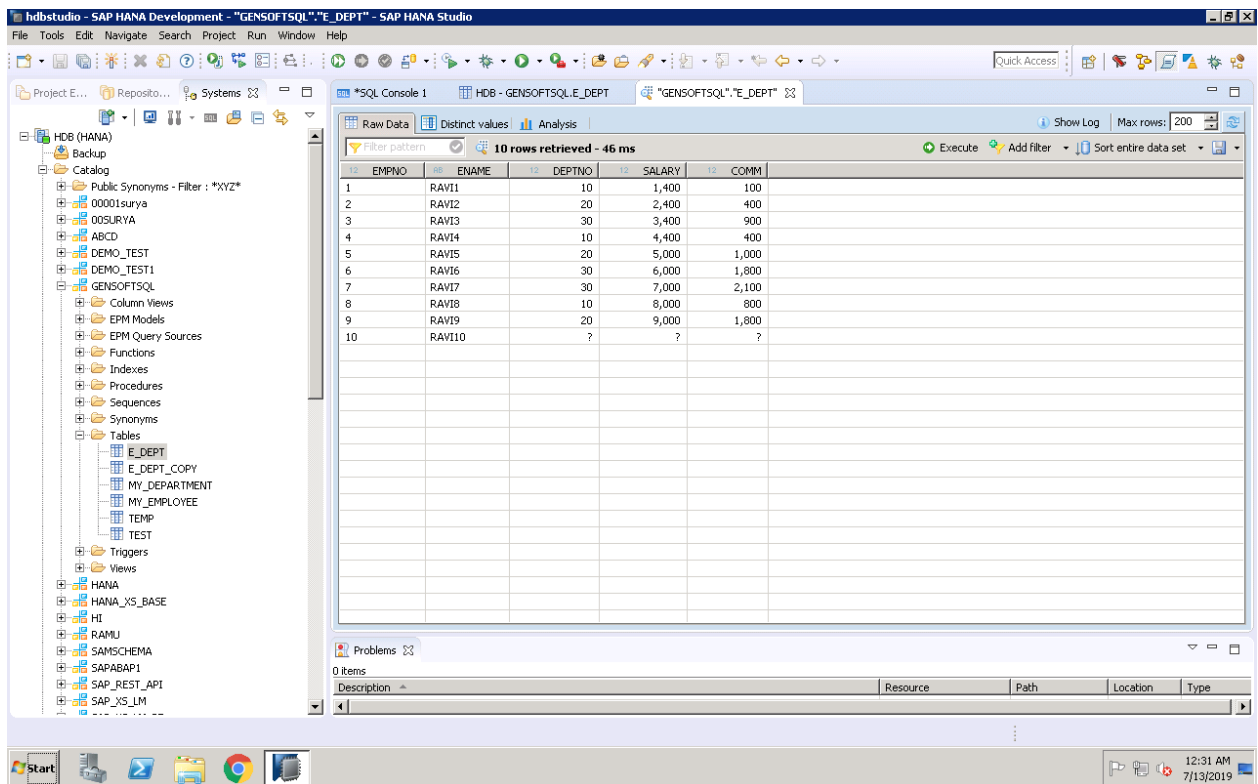 hdbstudio - SAP HANA Development - "GENSOFTSQL"."E_DEPT" - SAP HANA Studio
File Tools Edit Navigate Search Project Run Window Help
Quick Access
Project E... Reposito... Systems
SQL *SQL Console 1 HDB - GENSOFTSQL.E_DEPT "GENSOFTSQL"."E_DEPT"
HDB (HANA)
Backup
Catalog
Public Synonyms - Filter : *XYZ*
00001surya
00SURYA
ABCD
DEMO_TEST
DEMO_TEST1
GENSOFTSQL
Column Views
EPM Models
EPM Query Sources
Functions
Indexes
Procedures
Sequences
Synonyms
Tables
E_DEPT
E_DEPT_COPY
MY_DEPARTMENT
MY_EMPLOYEE
TEMP
TEST
Triggers
Views
HANA
HANA_XS_BASE
HI
RAMU
SAMSCHEMA
SAPABAP1
SAP_REST_API
SAP_XS_LM
Raw Data Distinct values Analysis Show Log Max rows: 200
Filter pattern 10 rows retrieved - 46 ms Execute Add filter Sort entire data set
12 EMPNO AB ENAME 12 DEPTNO 12 SALARY 12 COMM
1 RAVI1 10 1,400 100
2 RAVI2 20 2,400 400
3 RAVI3 30 3,400 900
4 RAVI4 10 4,400 400
5 RAVI5 20 5,000 1,000
6 RAVI6 30 6,000 1,800
7 RAVI7 30 7,000 2,100
8 RAVI8 10 8,000 800
9 RAVI9 20 9,000 1,800
10 RAVI10 ? ? ?
Problems
0 items
Description Resource Path Location Type
Start
12:31 AM
7/13/2019